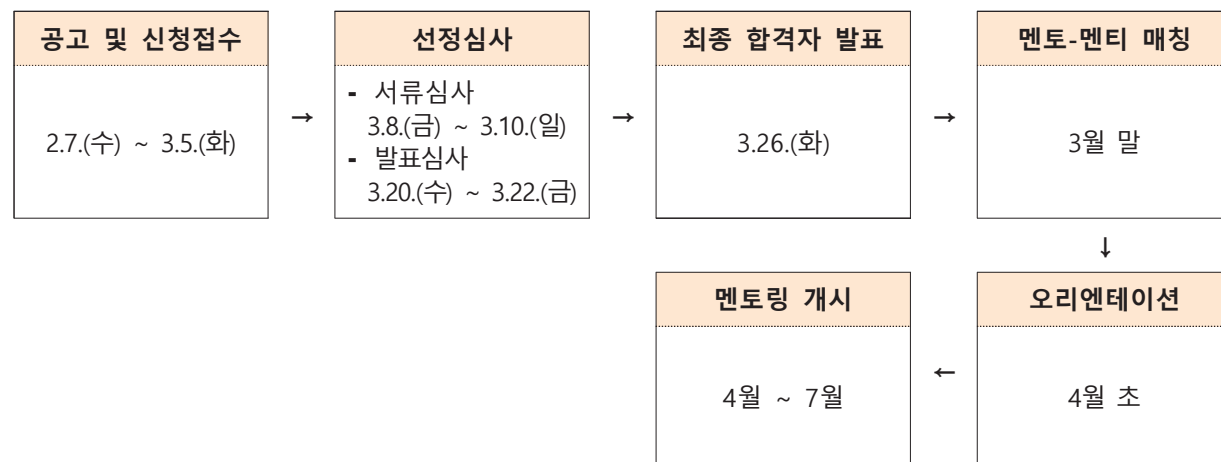 공고 및 신청접수
2.7.(수) ~ 3.5.(화)
→
선정심사
- 서류심사
3.8.(금) ~ 3.10.(일)
- 발표심사
3.20.(수) ~ 3.22.(금)
→
최종 합격자 발표
3.26.(화)
→
멘토-멘티 매칭
3월 말
↓
오리엔테이션
4월 초
←
멘토링 개시
4월 ~ 7월